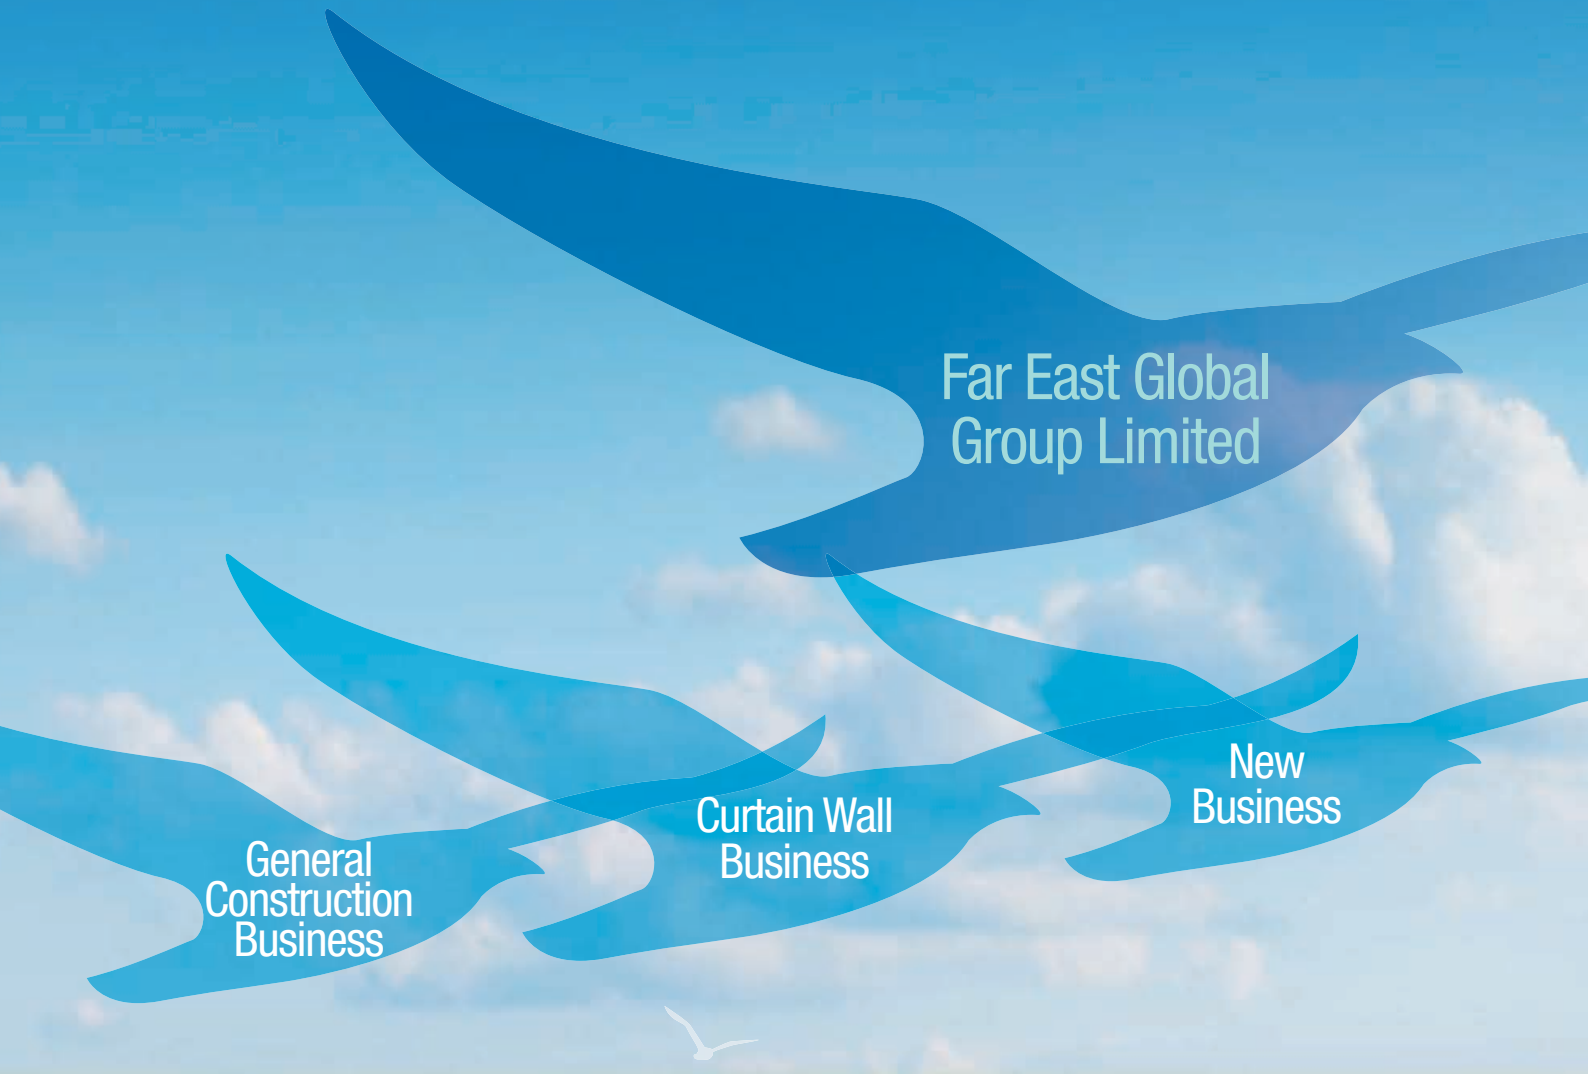 Far East Global
Group Limited
General
Construction
Business
Curtain Wall
Business
New
Business